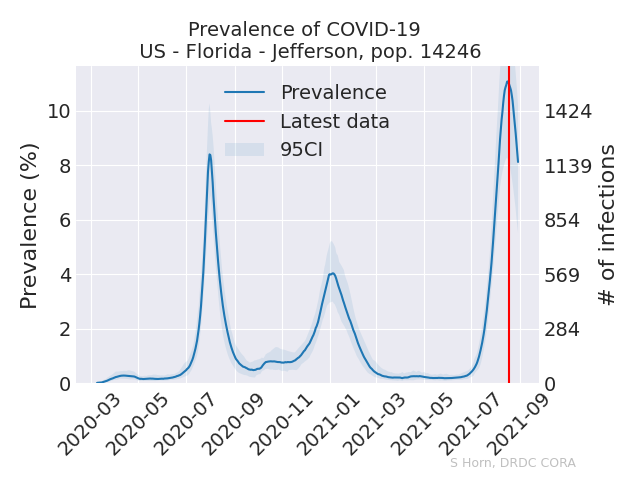 Prevalence of COVID-19
US - Florida - Jefferson, pop. 14246
Prevalence
Latest data
95CI
Prevalence (%)
10
8
6
4
2
0
1424
1139
854
569
284
0
# of infections
2020-03
2020-05
2020-07
2020-09
2020-11
2021-01
2021-03
2021-05
2021-07
2021-09
S Horn, DRDC CORA